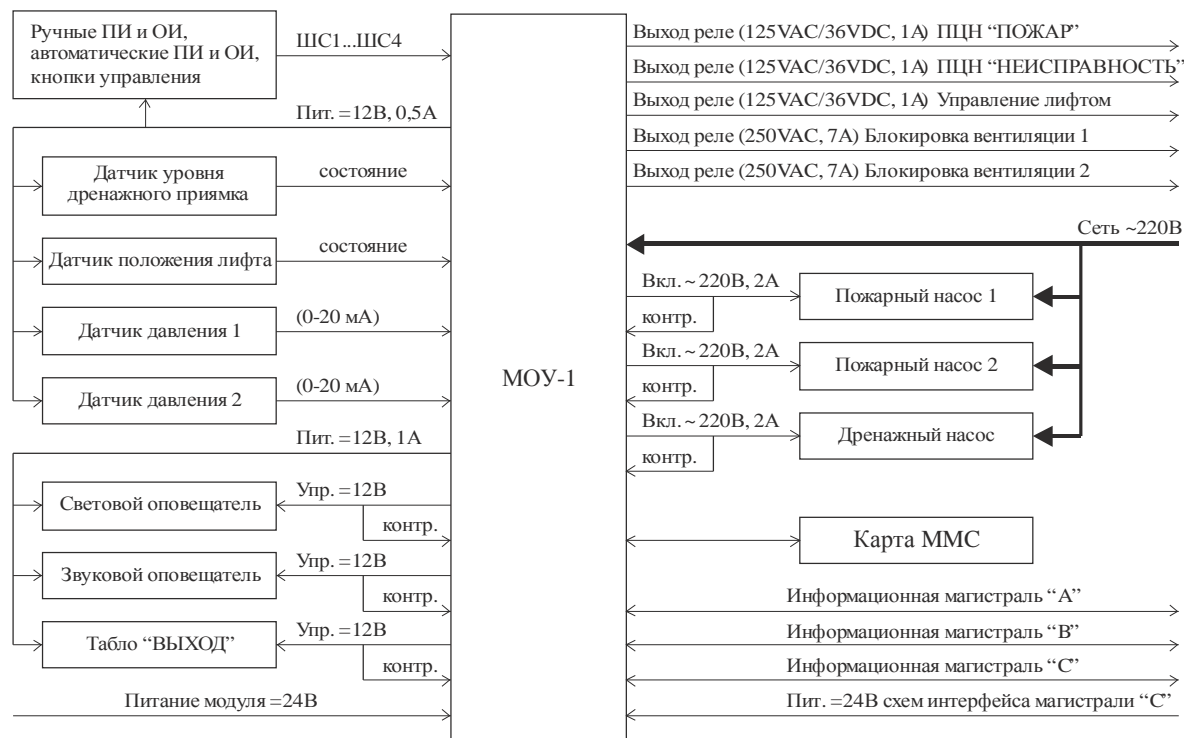 Ручные ПИ и ОИ,
автоматические ПИ и ОИ,
кнопки управления
ШС1...ШС4
Пит. =12В, 0,5А
Датчик уровня
дренажного приямка
состояние
Датчик положения лифта
состояние
Датчик давления 1
(0-20 мА)
Датчик давления 2
(0-20 мА)
Пит. =12В, 1А
Световой оповещатель
Упр. =12В
контр.
Звуковой оповещатель
Упр. =12В
контр.
Табло “ВЫХОД”
Упр. =12В
контр.
Питание модуля =24В
МОУ-1
Выход реле (125VAC/36VDC, 1А) ПЦН “ПОЖАР”
Выход реле (125VAC/36VDC, 1А) ПЦН “НЕИСПРАВНОСТЬ”
Выход реле (125VAC/36VDC, 1А) Управление лифтом
Выход реле (250VAC, 7А) Блокировка вентиляции 1
Выход реле (250VAC, 7А) Блокировка вентиляции 2
Сеть ~220В
Вкл. ~ 220В, 2А
контр.
Пожарный насос 1
Вкл. ~ 220В, 2А
контр.
Пожарный насос 2
Вкл. ~ 220В, 2А
контр.
Дренажный насос
Карта ММС
Информационная магистраль “А”
Информационная магистраль “В”
Информационная магистраль “С”
Пит. =24В схем интерфейса магистрали “С”